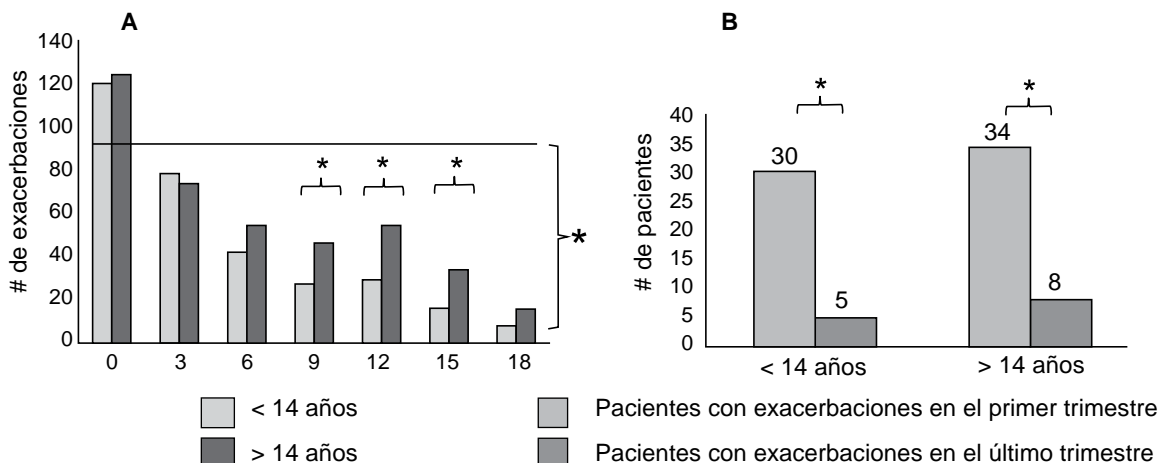 A
# de exacerbaciones
140
120
100
80
60
40
20
0
* * *
*
0 3 6 9 12 15 18
< 14 años
> 14 años
B
# de pacientes
40
35
30
25
20
15
10
5
0
* *
30
5
34
8
< 14 años > 14 años
Pacientes con exacerbaciones en el primer trimestre
Pacientes con exacerbaciones en el último trimestre